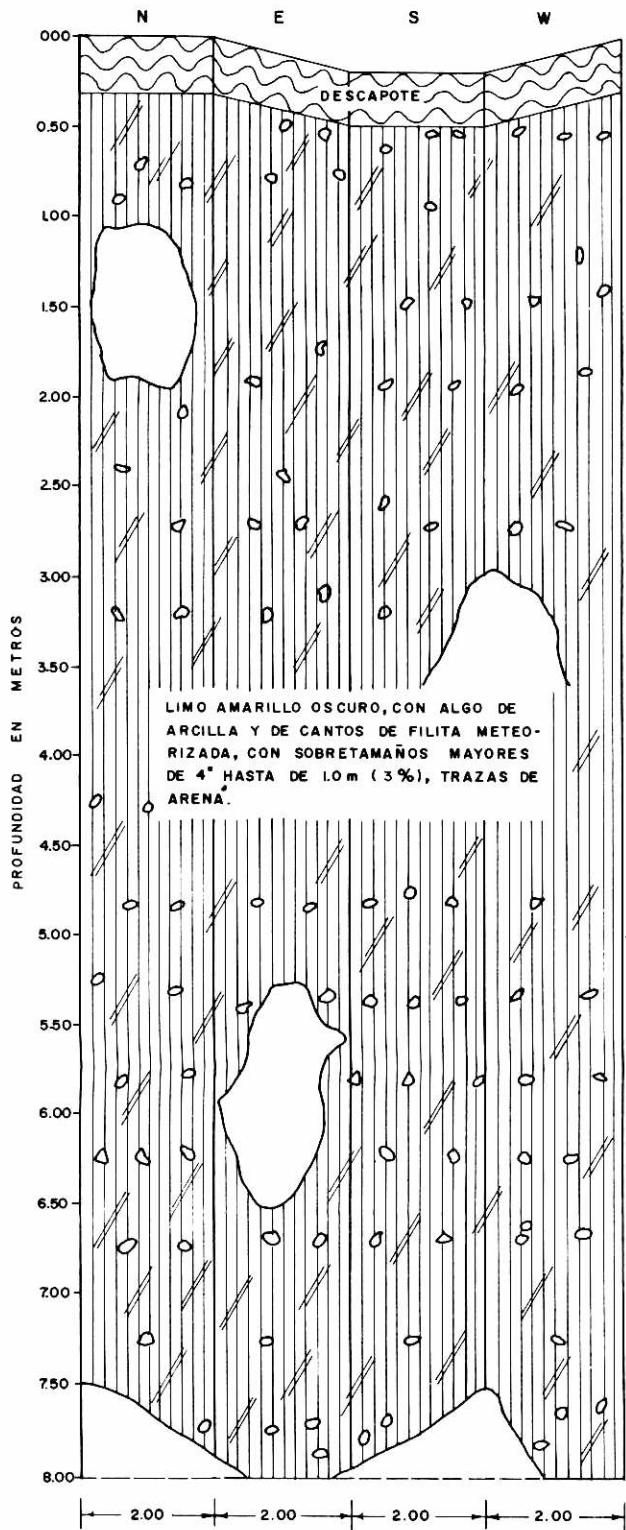 N E S W
0.00
DESCAPOTE
0.50
1.00
1.50
2.00
2.50
3.00
3.50
LIMO AMARILLO OSCURO, CON ALGO DE
ARCILLA Y DE CANTOS DE FILITA METEO-
RIZADA, CON SOBRETAMAÑOS MAYORES
DE 4" HASTA DE 1.0 m (3%), TRAZAS DE
ARENA.
4.00
4.50
5.00
5.50
6.00
6.50
7.00
7.50
8.00
PROFUNDIDAD EN METROS
2.00 2.00 2.00 2.00